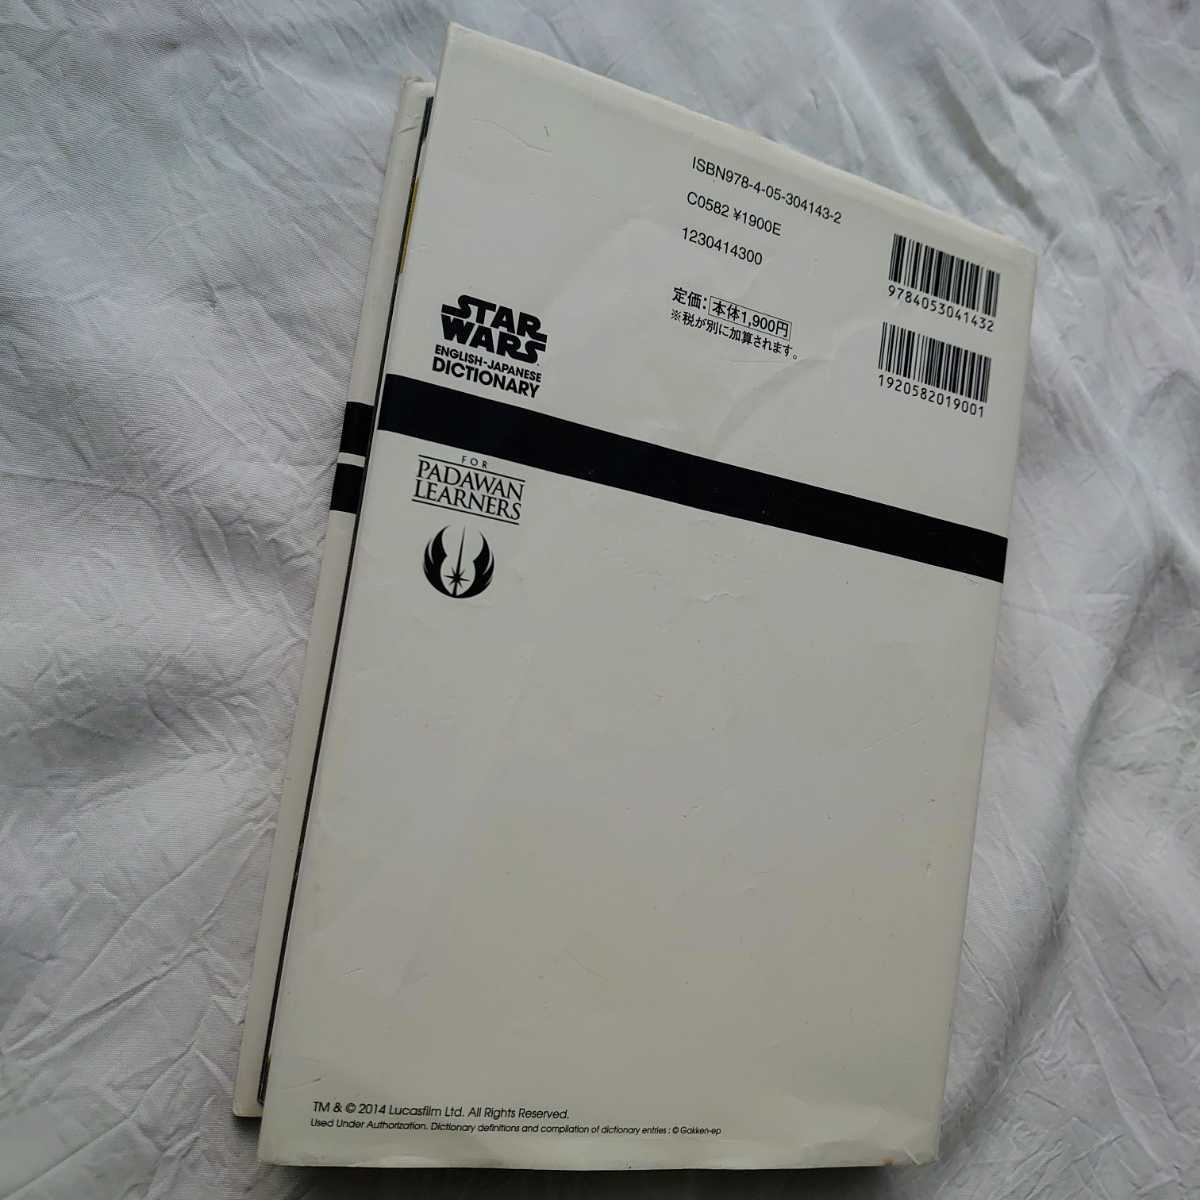 ISBN978-4-05-304143-2
C0582 ¥1900E
1230414300
定価:本体1,900円
※税が別に加算されます。
9784053041432
1920582019001
STAR
WARS
ENGLISH-JAPANESE
DICTIONARY
FOR
PADAWAN
LEARNERS
TM & © 2014 Lucasfilm Ltd. All Rights Reserved.
Used Under Authorization. Dictionary definitions and compilation of dictionary entries : © Gakken-ep